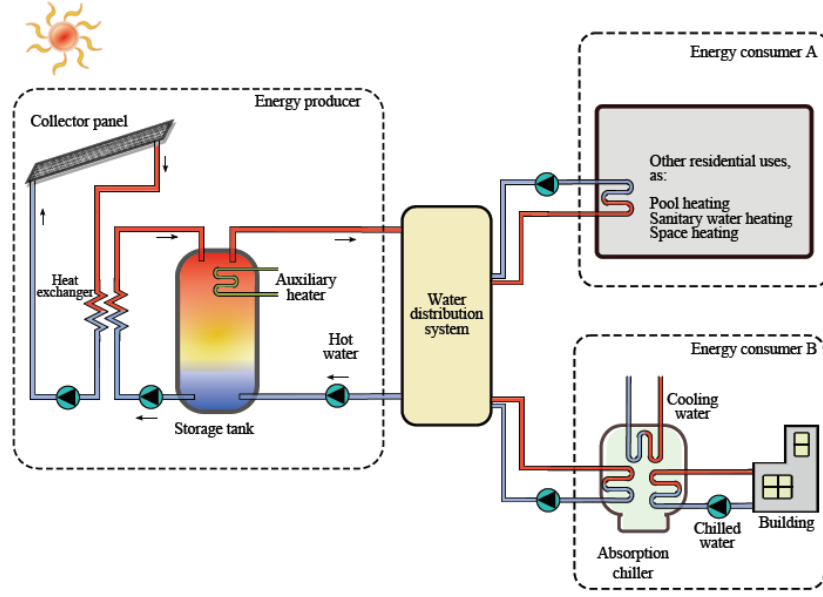 Energy consumer A
Energy producer
Collector panel
Other residential uses,
as:
Pool heating
Sanitary water heating
Space heating
Heat
exchanger
Auxiliary
heater
Water
distribution
system
Hot
water
Storage tank
Energy consumer B
Cooling
water
Building
Chilled
water
Absorption
chiller